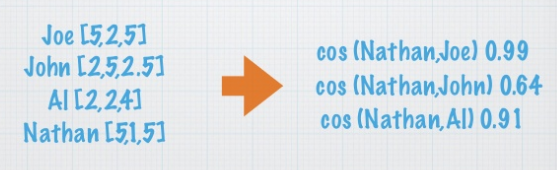 Joe [5,2,5]
John [2,5,2.5]
Al [2,2,4]
Nathan [5,1,5]
cos (Nathan,Joe) 0.99
cos (Nathan,John) 0.64
cos (Nathan,Al) 0.91